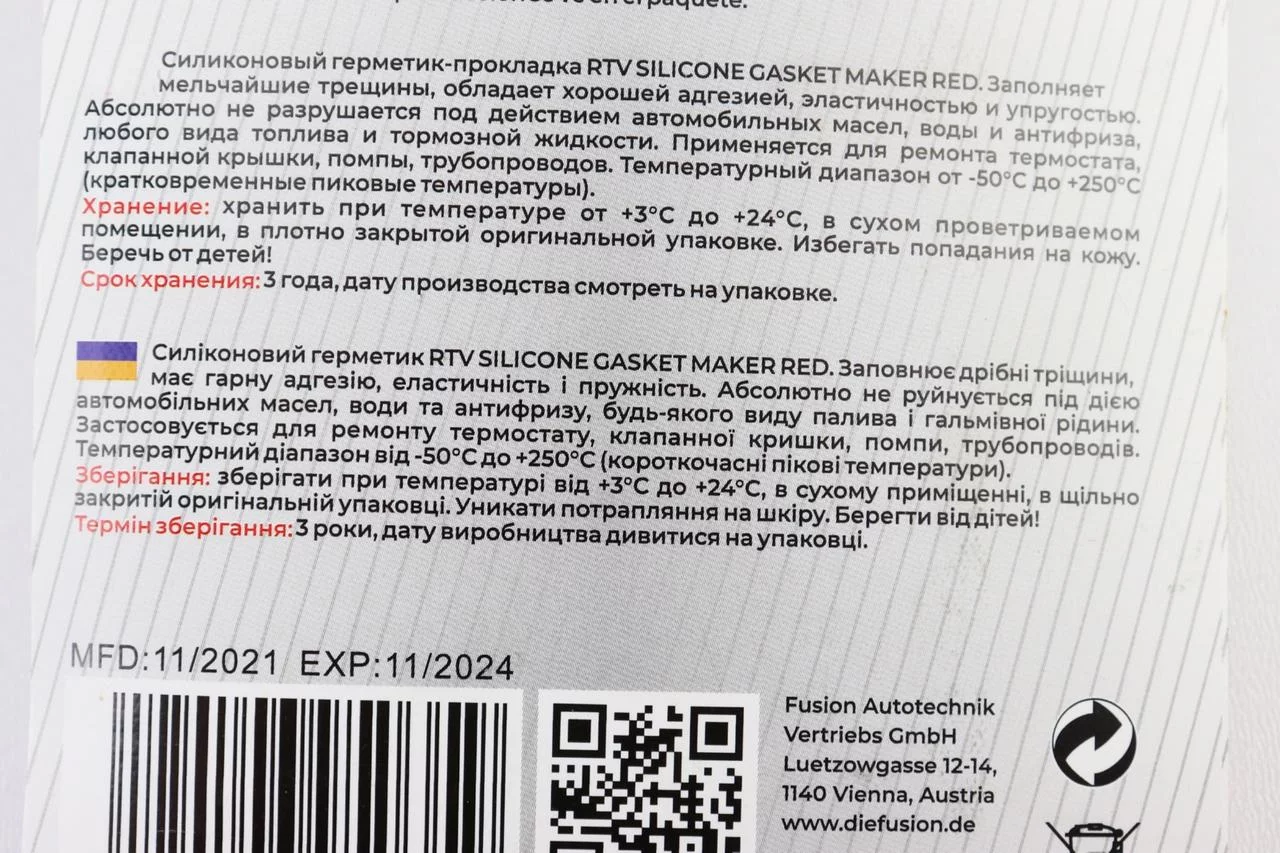 en el paquete.
Силиконовый герметик-прокладка RTV SILICONE GASKET MAKER RED. Заполняет
мельчайшие трещины, обладает хорошей адгезией, эластичностью и упругостью.
Абсолютно не разрушается под действием автомобильных масел, воды и антифриза,
любого вида топлива и тормозной жидкости. Применяется для ремонта термостата,
клапанной крышки, помпы, трубопроводов. Температурный диапазон от -50°C до +250°C
(кратковременные пиковые температуры).
Хранение: хранить при температуре от +3°C до +24°C, в сухом проветриваемом
помещении, в плотно закрытой оригинальной упаковке. Избегать попадания на кожу.
Беречь от детей!
Срок хранения: 3 года, дату производства смотреть на упаковке.
Силіконовий герметик RTV SILICONE GASKET MAKER RED. Заповнює дрібні тріщини,
має гарну адгезію, еластичність і пружність. Абсолютно не руйнується під дією
автомобільних масел, води та антифризу, будь-якого виду палива і гальмівної рідини.
Застосовується для ремонту термостату, клапанної кришки, помпи, трубопроводів.
Температурний діапазон від -50°C до +250°C (короткочасні пікові температури).
Зберігання: зберігати при температурі від +3°C до +24°C, в сухому приміщенні, в щільно
закритій оригінальній упаковці. Уникати потрапляння на шкіру. Берегти від дітей!
Термін зберігання: 3 роки, дату виробництва дивитися на упаковці.
MFD:11/2021 EXP:11/2024
Fusion Autotechnik
Vertriebs GmbH
Luetzowgasse 12-14,
1140 Vienna, Austria
www.diefusion.de